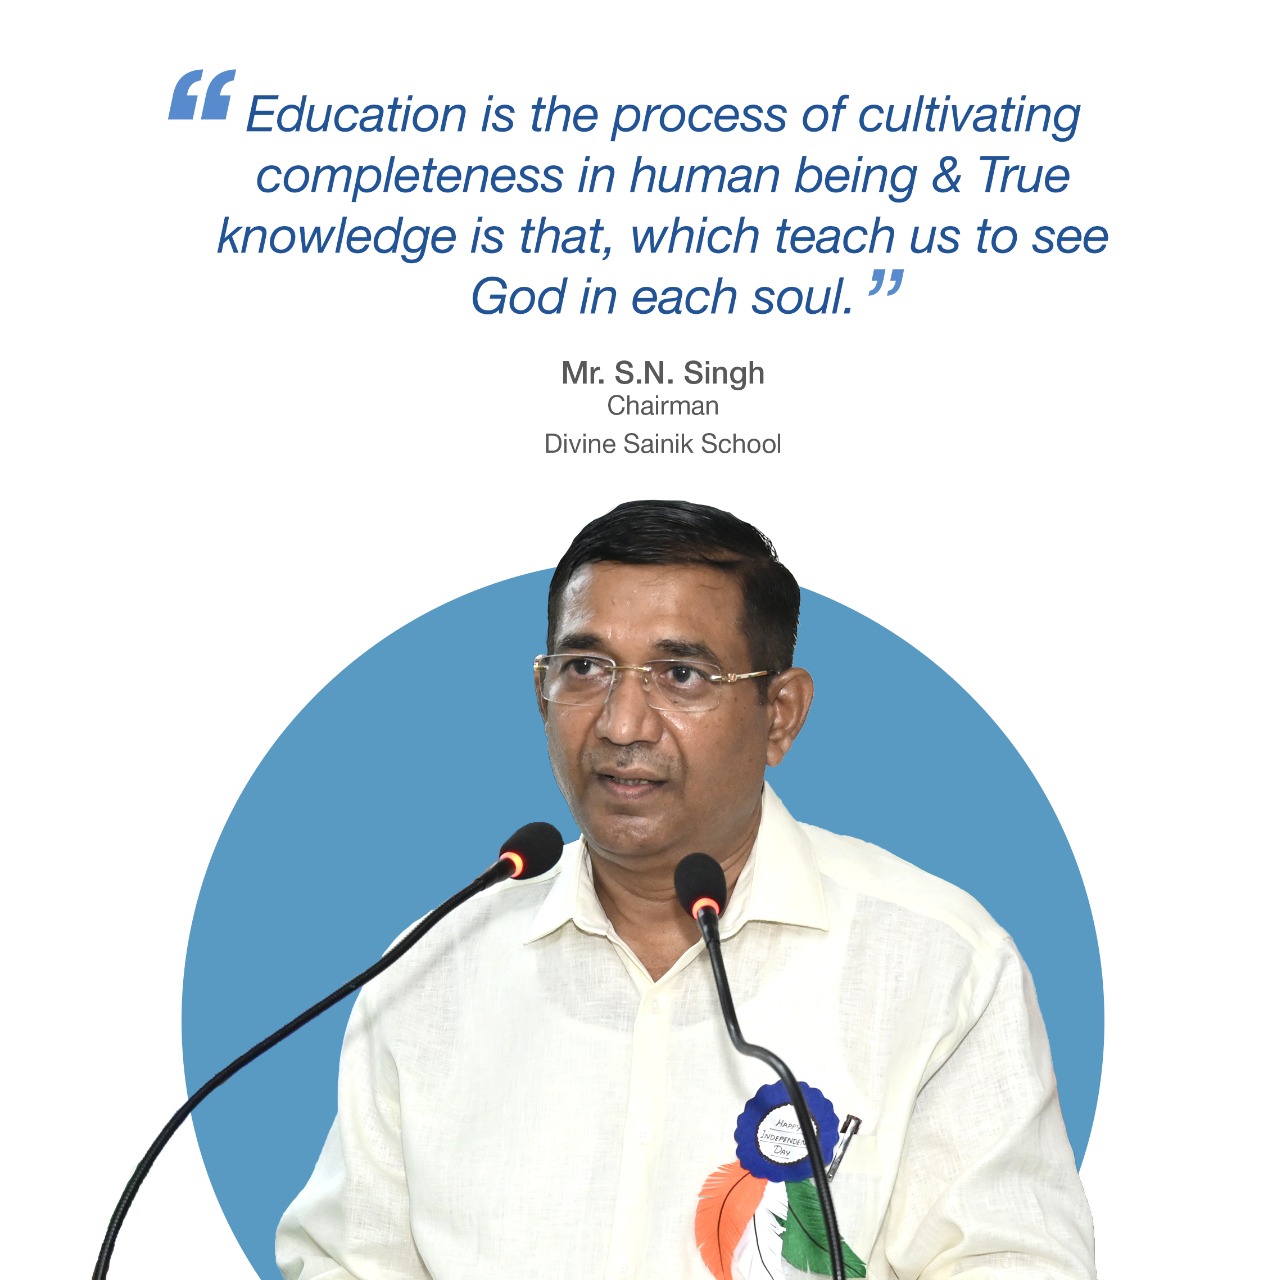 “Education is the process of cultivating
completeness in human being & True
knowledge is that, which teach us to see
God in each soul.”
Mr. S.N. Singh
Chairman
Divine Sainik School
HAPPY
INDEPENDEN
DAY